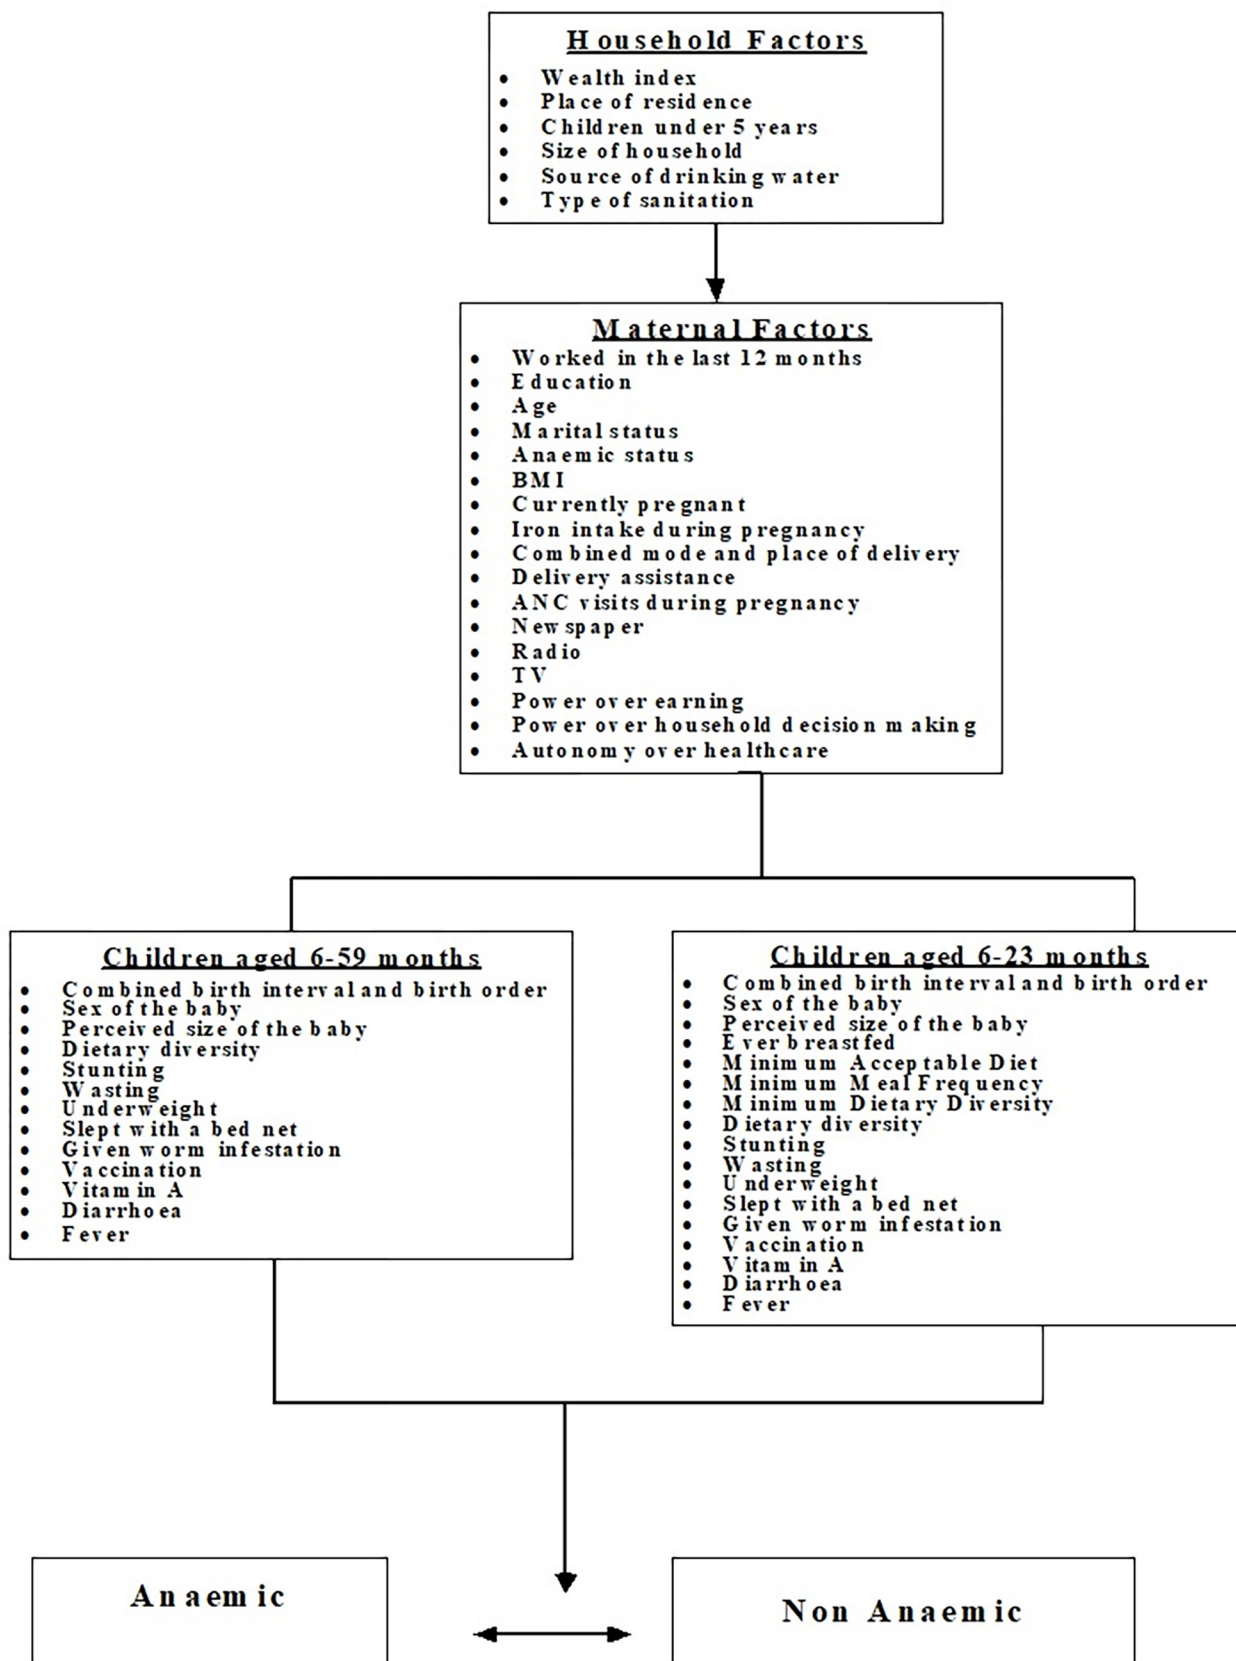 Household Factors
• Wealth index
• Place of residence
• Children under 5 years
• Size of household
• Source of drinking water
• Type of sanitation
Maternal Factors
• Worked in the last 12 months
• Education
• Age
• Marital status
• Anaemic status
• BMI
• Currently pregnant
• Iron intake during pregnancy
• Combined mode and place of delivery
• Delivery assistance
• ANC visits during pregnancy
• Newspaper
• Radio
• TV
• Power over earning
• Power over household decision making
• Autonomy over healthcare
Children aged 6-59 months
• Combined birth interval and birth order
• Sex of the baby
• Perceived size of the baby
• Dietary diversity
• Stunting
• Wasting
• Underweight
• Slept with a bed net
• Given worm infestation
• Vaccination
• Vitamin A
• Diarrhoea
• Fever
Children aged 6-23 months
• Combined birth interval and birth order
• Sex of the baby
• Perceived size of the baby
• Ever breastfed
• Minimum Acceptable Diet
• Minimum Meal Frequency
• Minimum Dietary Diversity
• Dietary diversity
• Stunting
• Wasting
• Underweight
• Slept with a bed net
• Given worm infestation
• Vaccination
• Vitamin A
• Diarrhoea
• Fever
Anaemic
Non Anaemic